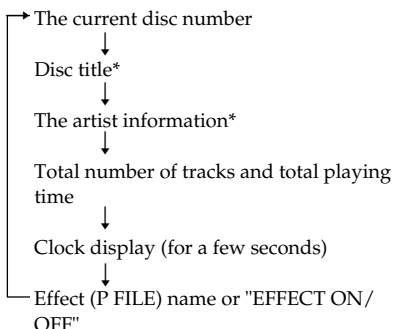 The current disc number
Disc title*
The artist information*
Total number of tracks and total playing
time
Clock display (for a few seconds)
Effect (P FILE) name or "EFFECT ON/
OFF"